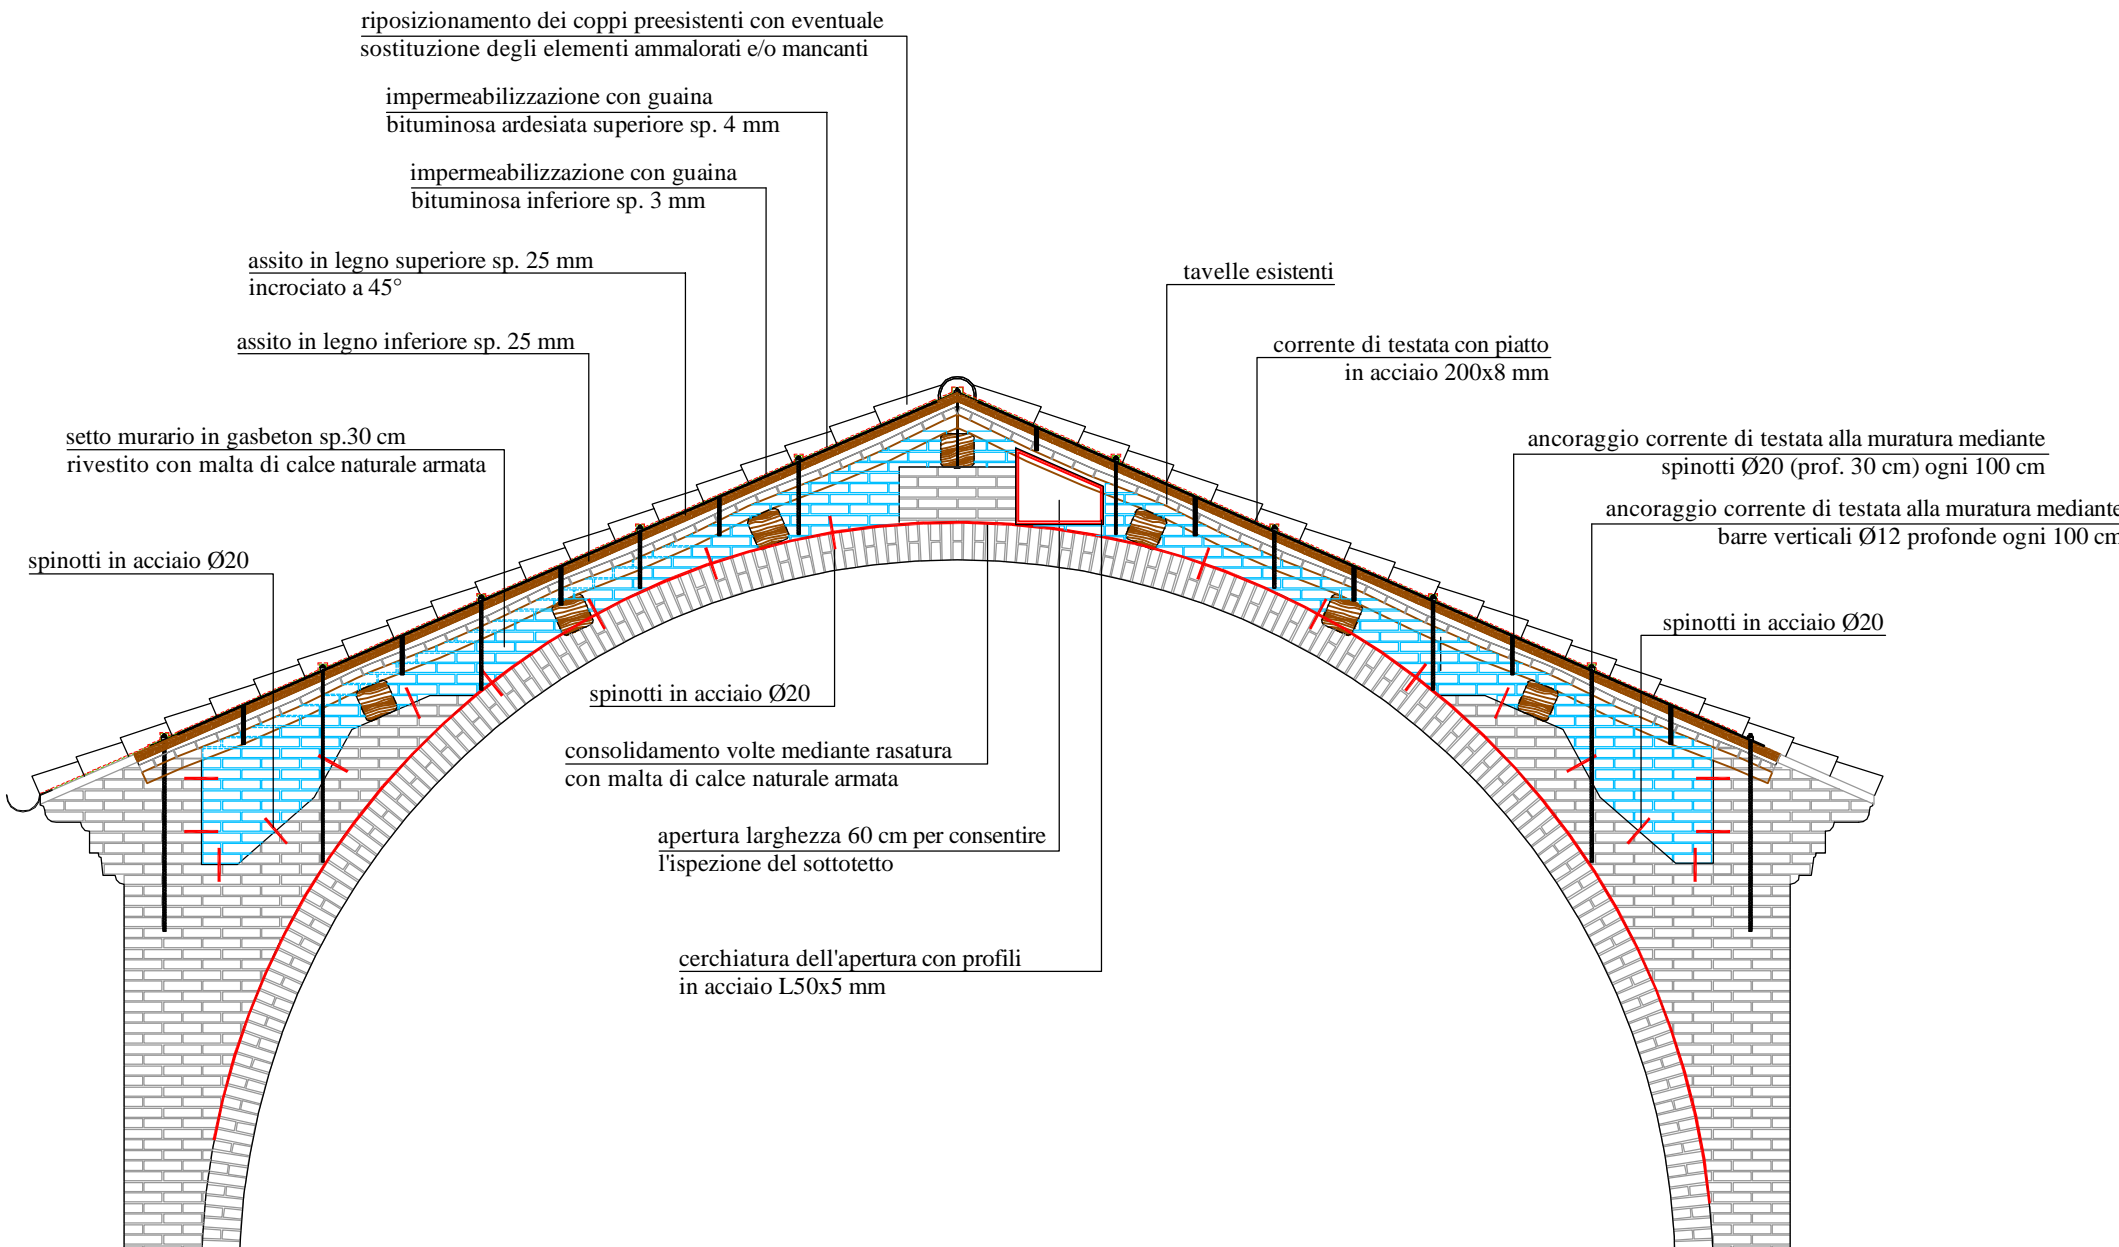 riposizionamento dei coppi preesistenti con eventuale
sostituzione degli elementi ammalorati e/o mancanti
impermeabilizzazione con guaina
bituminosa ardesiata superiore sp. 4 mm
impermeabilizzazione con guaina
bituminosa inferiore sp. 3 mm
assito in legno superiore sp. 25 mm
incrociato a 45°
assito in legno inferiore sp. 25 mm
setto murario in gasbeton sp.30 cm
rivestito con malta di calce naturale armata
spinotti in acciaio Ø20
tavelle esistenti
corrente di testata con piatto
in acciaio 200x8 mm
ancoraggio corrente di testata alla muratura mediante
spinotti Ø20 (prof. 30 cm) ogni 100 cm
ancoraggio corrente di testata alla muratura mediante
barre verticali Ø12 profonde ogni 100 cm
spinotti in acciaio Ø20
spinotti in acciaio Ø20
consolidamento volte mediante rasatura
con malta di calce naturale armata
apertura larghezza 60 cm per consentire
l'ispezione del sottotetto
cerchiatura dell'apertura con profili
in acciaio L50x5 mm